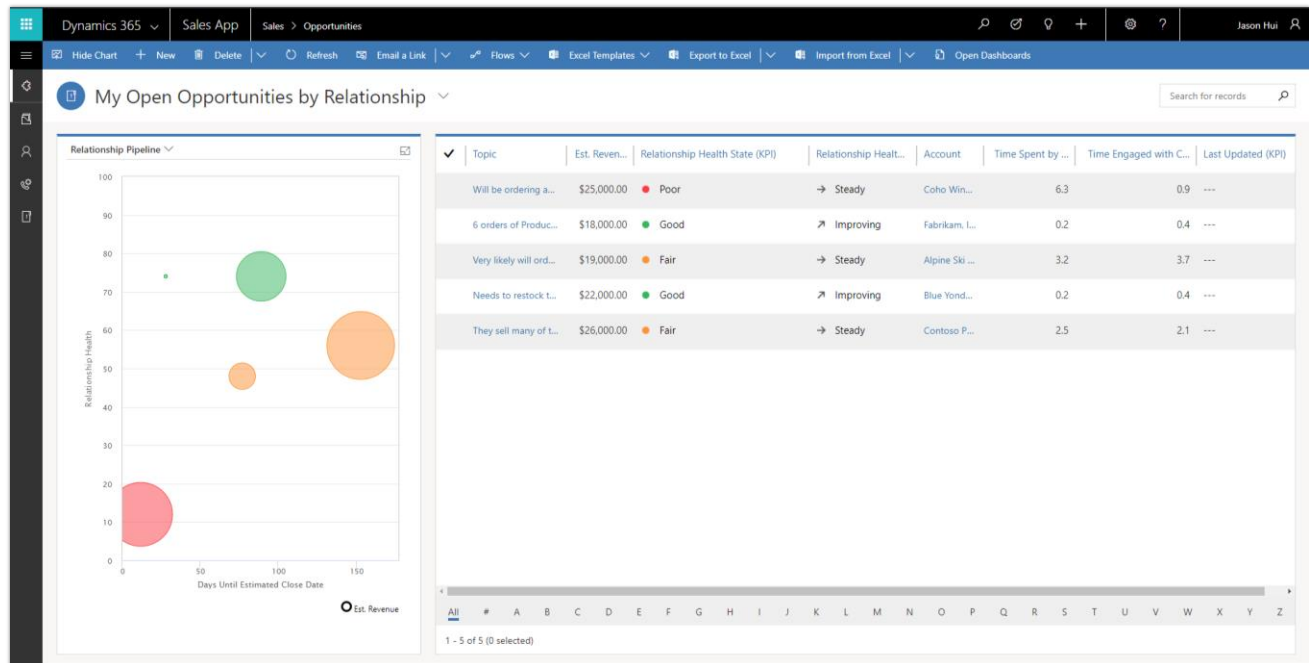 Dynamics 365 Sales App Sales > Opportunities Jason Hui
Hide Chart + New Delete Refresh Email a Link Flows Excel Templates Export to Excel Import from Excel Open Dashboards
My Open Opportunities by Relationship
Search for records
Relationship Pipeline
100
90
80
70
60
50
40
30
20
10
0
Relationship Health
0 50 100 150
Days Until Estimated Close Date
Est. Revenue
Topic Est. Reven... Relationship Health State (KPI) Relationship Healt... Account Time Spent by ... Time Engaged with C... Last Updated (KPI)
Will be ordering a... $25,000.00 Poor → Steady Coho Win... 6.3 0.9 ---
6 orders of Produc... $18,000.00 Good ↗ Improving Fabrikam, I... 0.2 0.4 ---
Very likely will ord... $19,000.00 Fair → Steady Alpine Ski ... 3.2 3.7 ---
Needs to restock t... $22,000.00 Good ↗ Improving Blue Yond... 0.2 0.4 ---
They sell many of t... $26,000.00 Fair → Steady Contoso P... 2.5 2.1 ---
All # A B C D E F G H I J K L M N O P Q R S T U V W X Y Z
1 - 5 of 5 (0 selected)